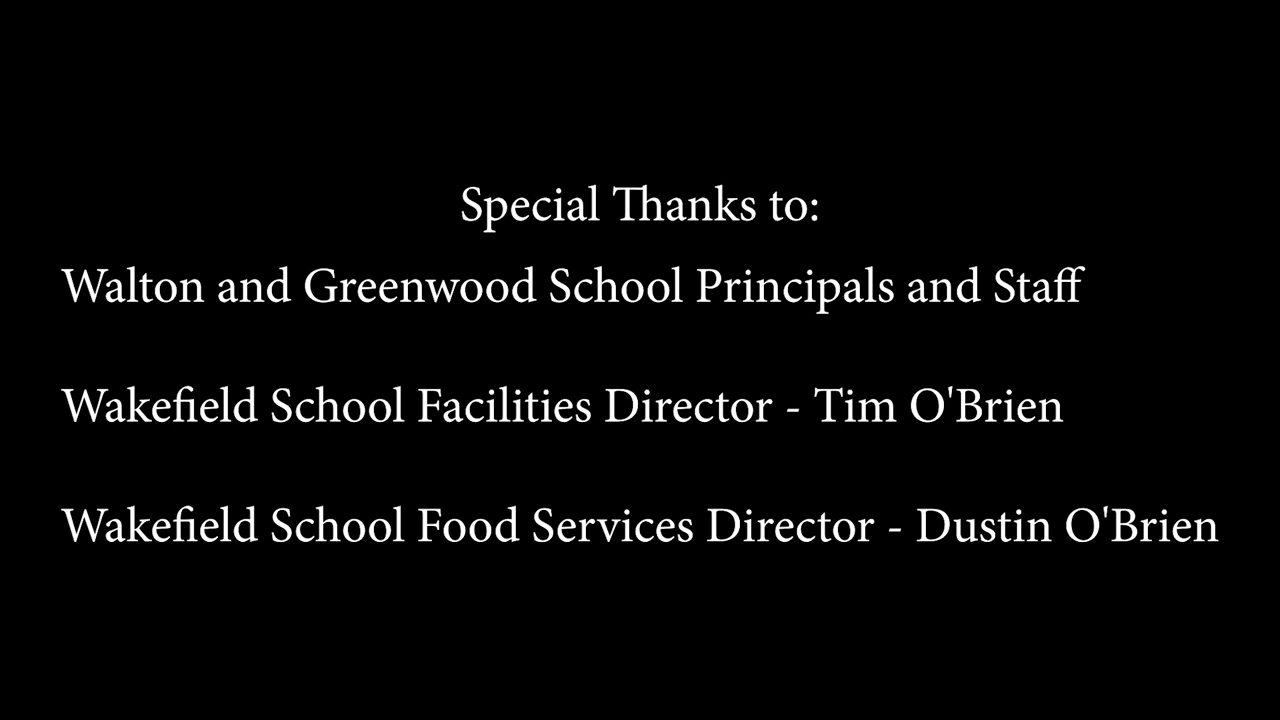 Special Thanks to:
Walton and Greenwood School Principals and Staff
Wakefield School Facilities Director - Tim O'Brien
Wakefield School Food Services Director - Dustin O'Brien